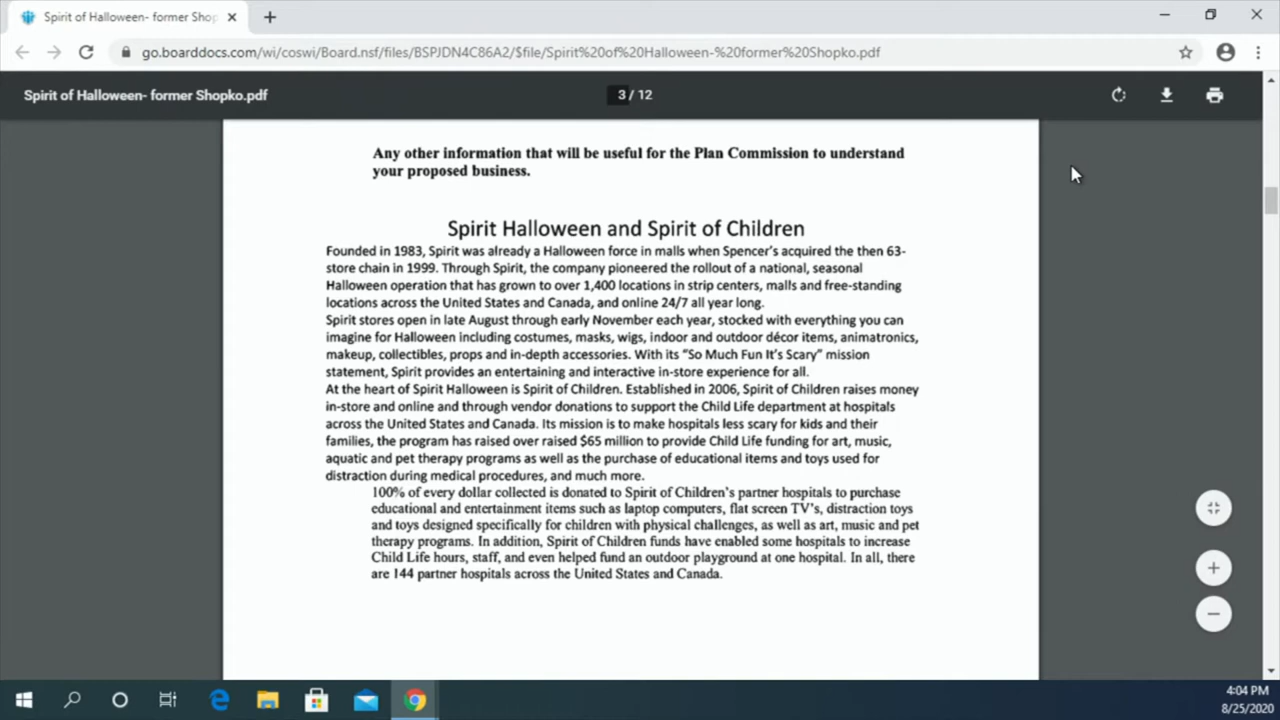 Spirit of Halloween- former Shop
go.boarddocs.com/wi/coswi/Board.nsf/files/BSPJDN4C86A2/$file/Spirit%20of%20Halloween-%20former%20Shopko.pdf
Spirit of Halloween- former Shopko.pdf
3 / 12
Any other information that will be useful for the Plan Commission to understand
your proposed business.
Spirit Halloween and Spirit of Children
Founded in 1983, Spirit was already a Halloween force in malls when Spencer's acquired the then 63-
store chain in 1999. Through Spirit, the company pioneered the rollout of a national, seasonal
Halloween operation that has grown to over 1,400 locations in strip centers, malls and free-standing
locations across the United States and Canada, and online 24/7 all year long.
Spirit stores open in late August through early November each year, stocked with everything you can
imagine for Halloween including costumes, masks, wigs, indoor and outdoor décor items, animatronics,
makeup, collectibles, props and in-depth accessories. With its “So Much Fun It's Scary” mission
statement, Spirit provides an entertaining and interactive in-store experience for all.
At the heart of Spirit Halloween is Spirit of Children. Established in 2006, Spirit of Children raises money
in-store and online and through vendor donations to support the Child Life department at hospitals
across the United States and Canada. Its mission is to make hospitals less scary for kids and their
families, the program has raised over raised $65 million to provide Child Life funding for art, music,
aquatic and pet therapy programs as well as the purchase of educational items and toys used for
distraction during medical procedures, and much more.
100% of every dollar collected is donated to Spirit of Children's partner hospitals to purchase
educational and entertainment items such as laptop computers, flat screen TV's, distraction toys
and toys designed specifically for children with physical challenges, as well as art, music and pet
therapy programs. In addition, Spirit of Children funds have enabled some hospitals to increase
Child Life hours, staff, and even helped fund an outdoor playground at one hospital. In all, there
are 144 partner hospitals across the United States and Canada.
4:04 PM
8/25/2020